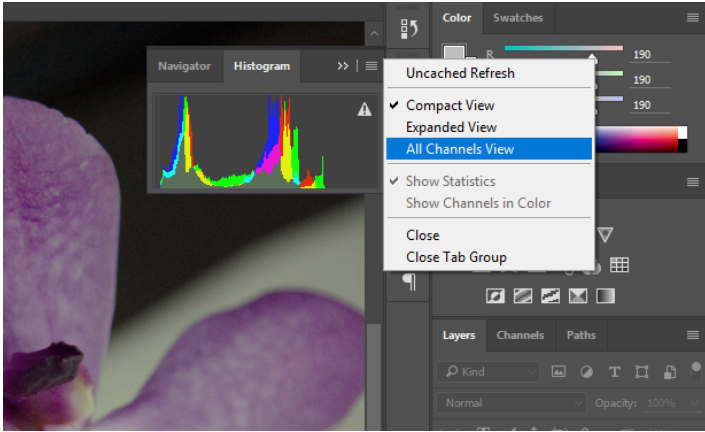 Color Swatches
R 190
190
190
Navigator Histogram
Uncached Refresh
Compact View
Expanded View
All Channels View
Show Statistics
Show Channels in Color
Close
Close Tab Group
Layers Channels Paths
Kind
Normal Opacity: 100%